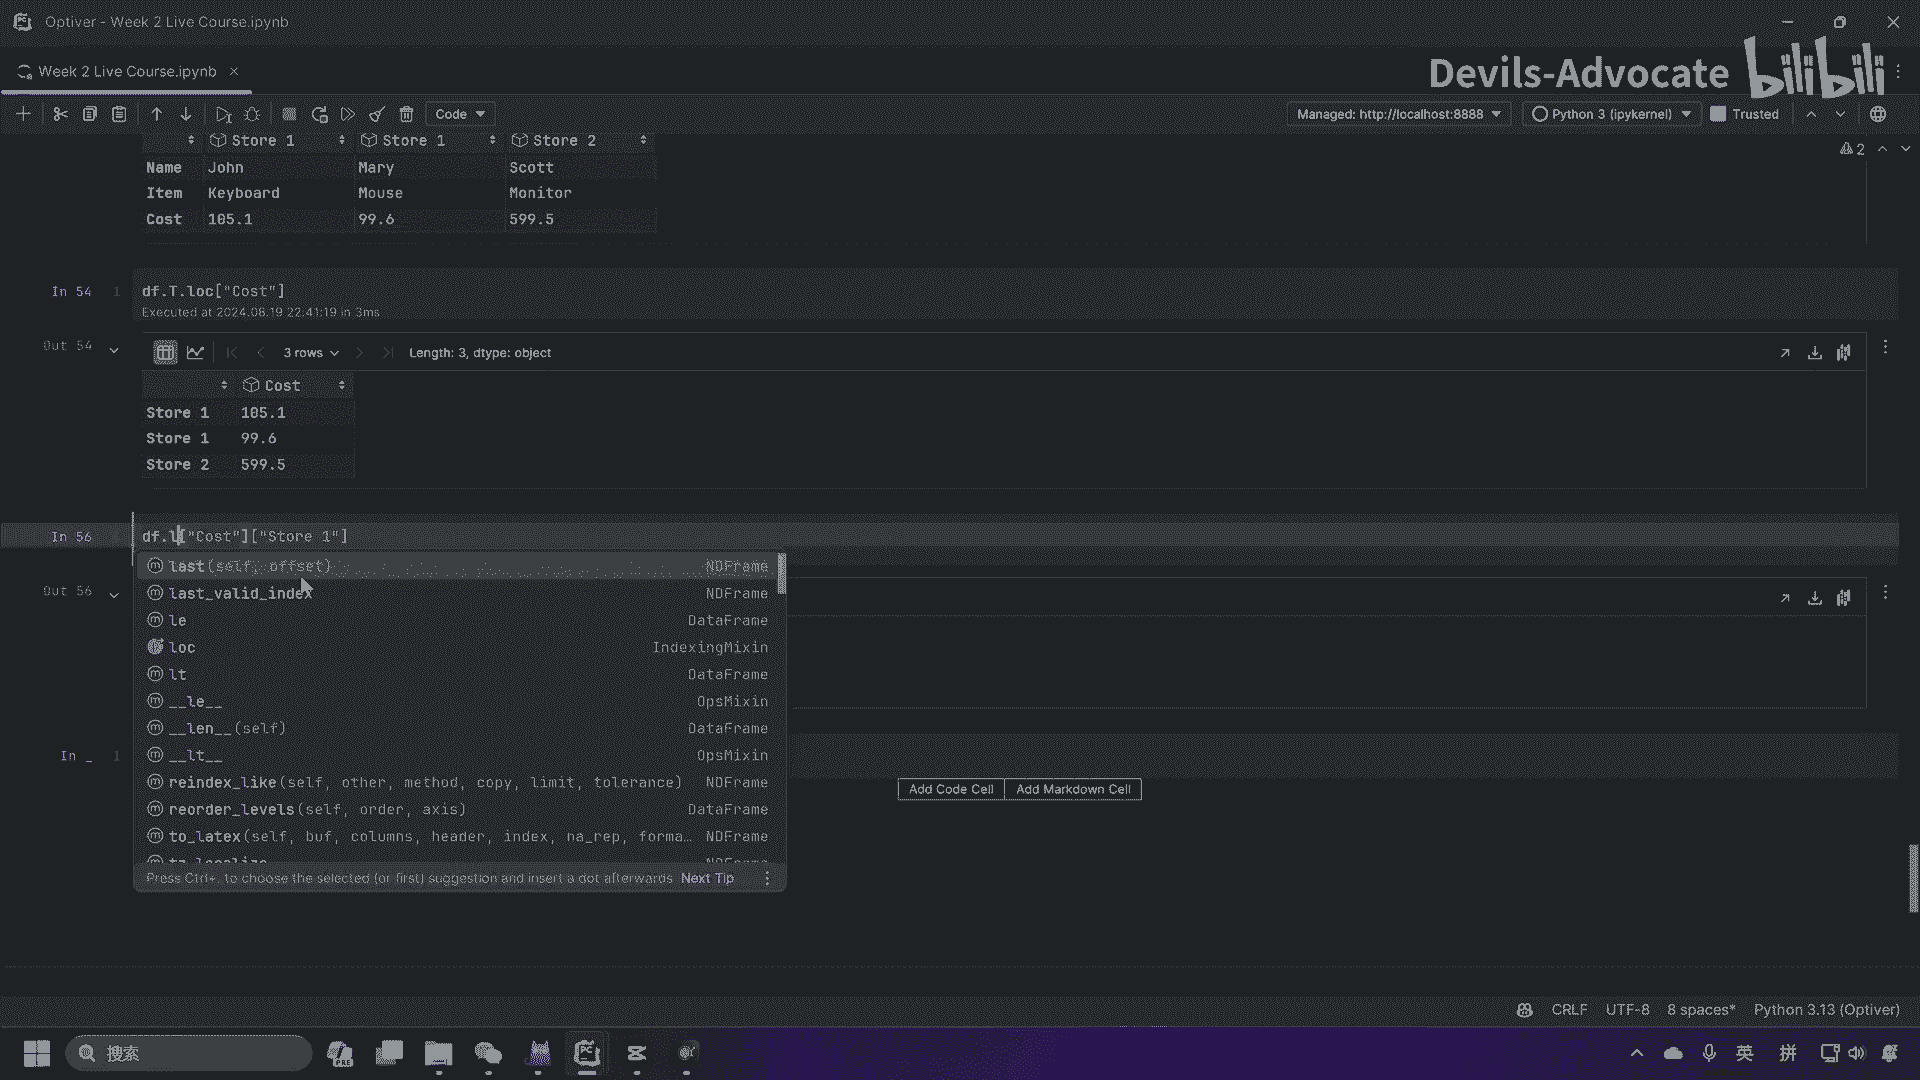 Optiver - Week 2 Live Course.ipynb
Week 2 Live Course.ipynb
Devils-Advocate bilibili
Code
Managed: http://localhost:8888
Python 3 (ipykernel)
Trusted
2
Store 1 Store 1 Store 2
Name John Mary Scott
Item Keyboard Mouse Monitor
Cost 105.1 99.6 599.5
In 54 1 df.T.loc["Cost"]
Executed at 2024.08.19 22:41:19 in 3ms
Out 54 3 rows Length: 3, dtype: object
Cost
Store 1 105.1
Store 1 99.6
Store 2 599.5
In 56 df.l["Cost"]["Store 1"]
last(self, offset) NDFrame
Out 56
last_valid_index NDFrame
le DataFrame
loc IndexingMixin
lt DataFrame
__le__ OpsMixin
__len__(self) DataFrame
In _ 1 __lt__ OpsMixin
reindex_like(self, other, method, copy, limit, tolerance) NDFrame
Add Code Cell Add Markdown Cell
reorder_levels(self, order, axis) DataFrame
to_latex(self, buf, columns, header, index, na_rep, forma... NDFrame
Press Ctrl+. to choose the selected (or first) suggestion and insert a dot afterwards Next Tip
CRLF UTF-8 8 spaces* Python 3.13 (Optiver)
搜索
PRE
PC
英 拼